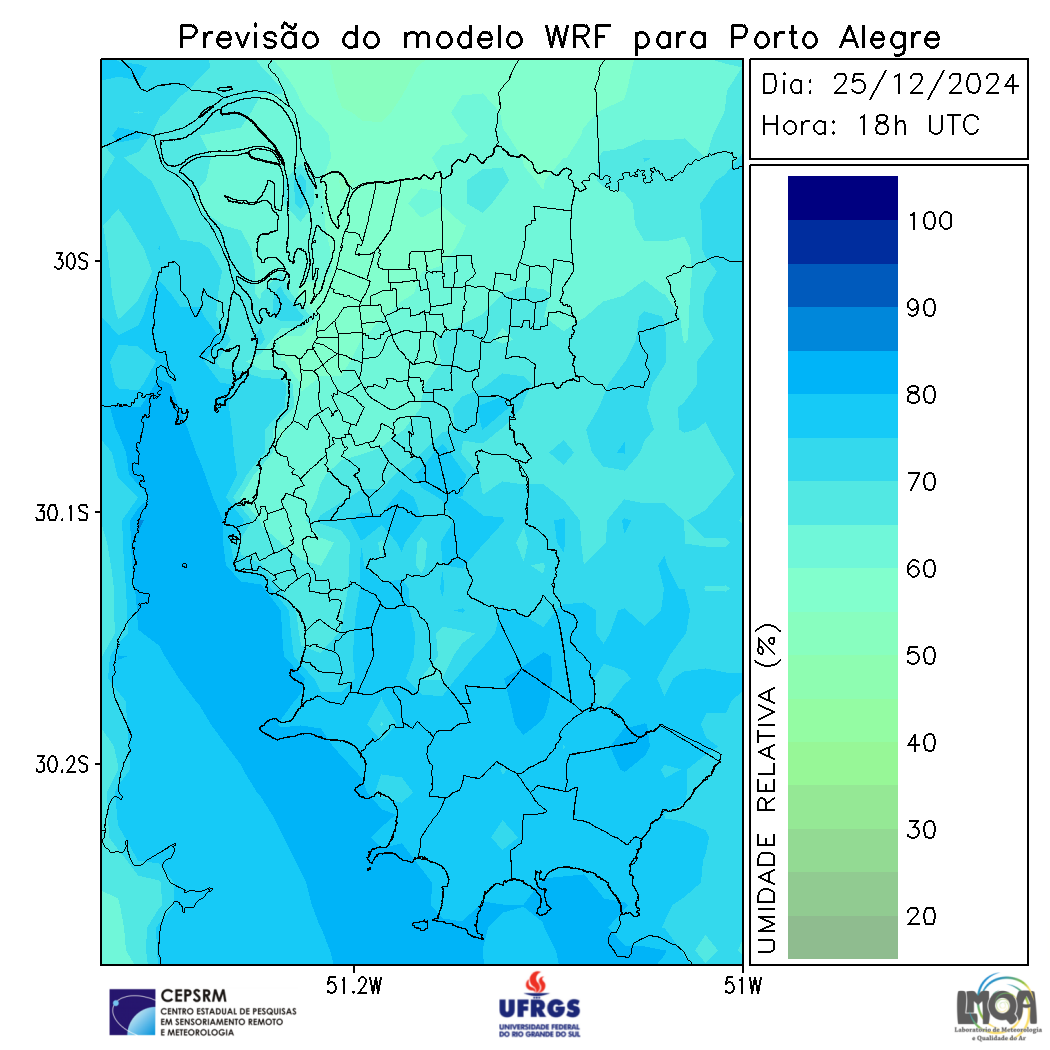 Previsão do modelo WRF para Porto Alegre
Dia: 25/12/2024
Hora: 18h UTC
100
90
80
70
60
50
40
30
20
UMIDADE RELATIVA (%)
30S
30.1S
30.2S
51.2W
51W
CEPSRM
CENTRO ESTADUAL DE PESQUISAS
EM SENSORIAMENTO REMOTO
E METEOROLOGIA
UFRGS
UNIVERSIDADE FEDERAL
DO RIO GRANDE DO SUL
LMQA
Laboratório de Meteorologia
e Qualidade do Ar